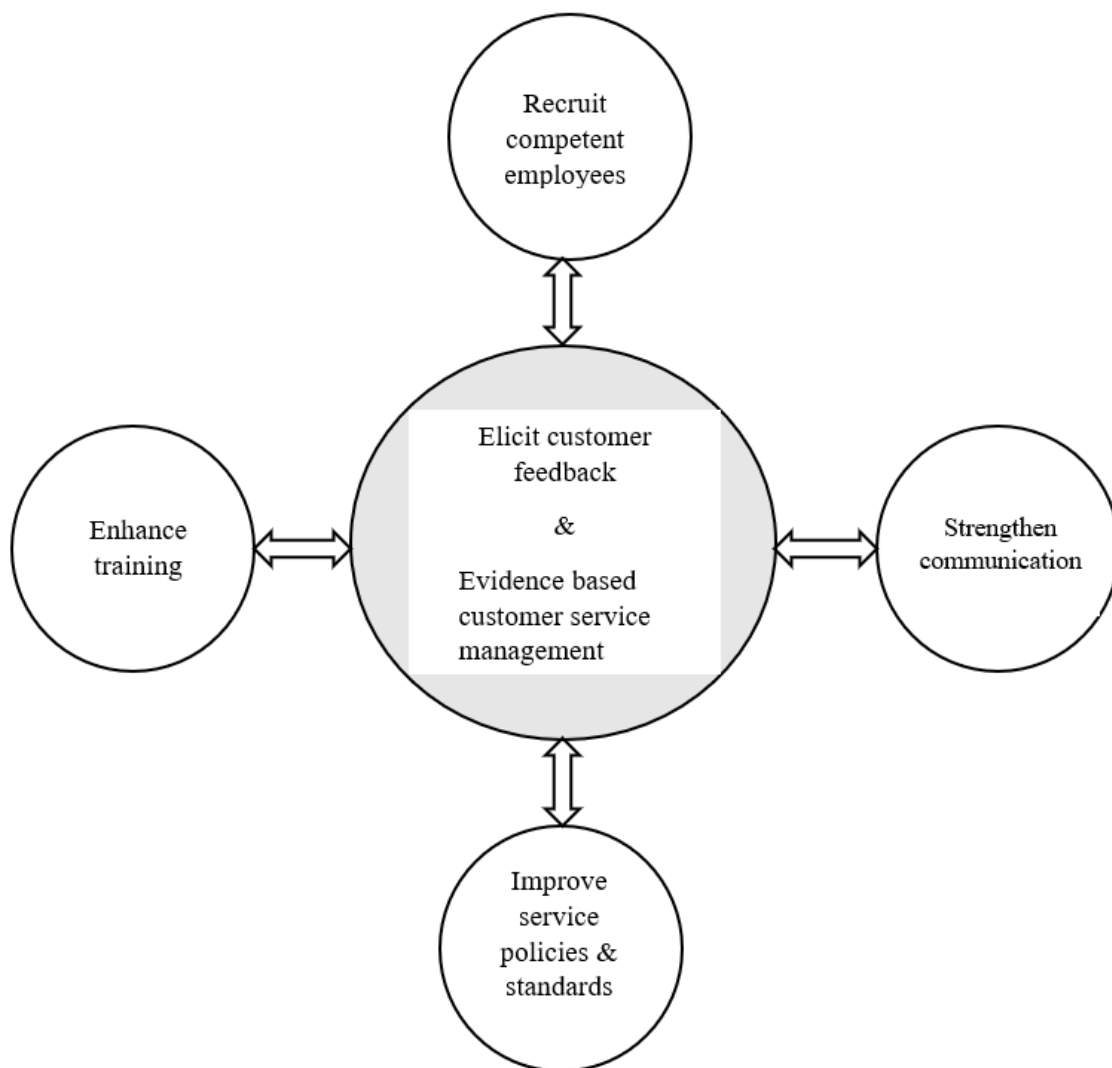 Recruit
competent
employees
Elicit customer
feedback
&
Evidence based
customer service
management
Enhance
training
Strengthen
communication
Improve
service
policies &
standards